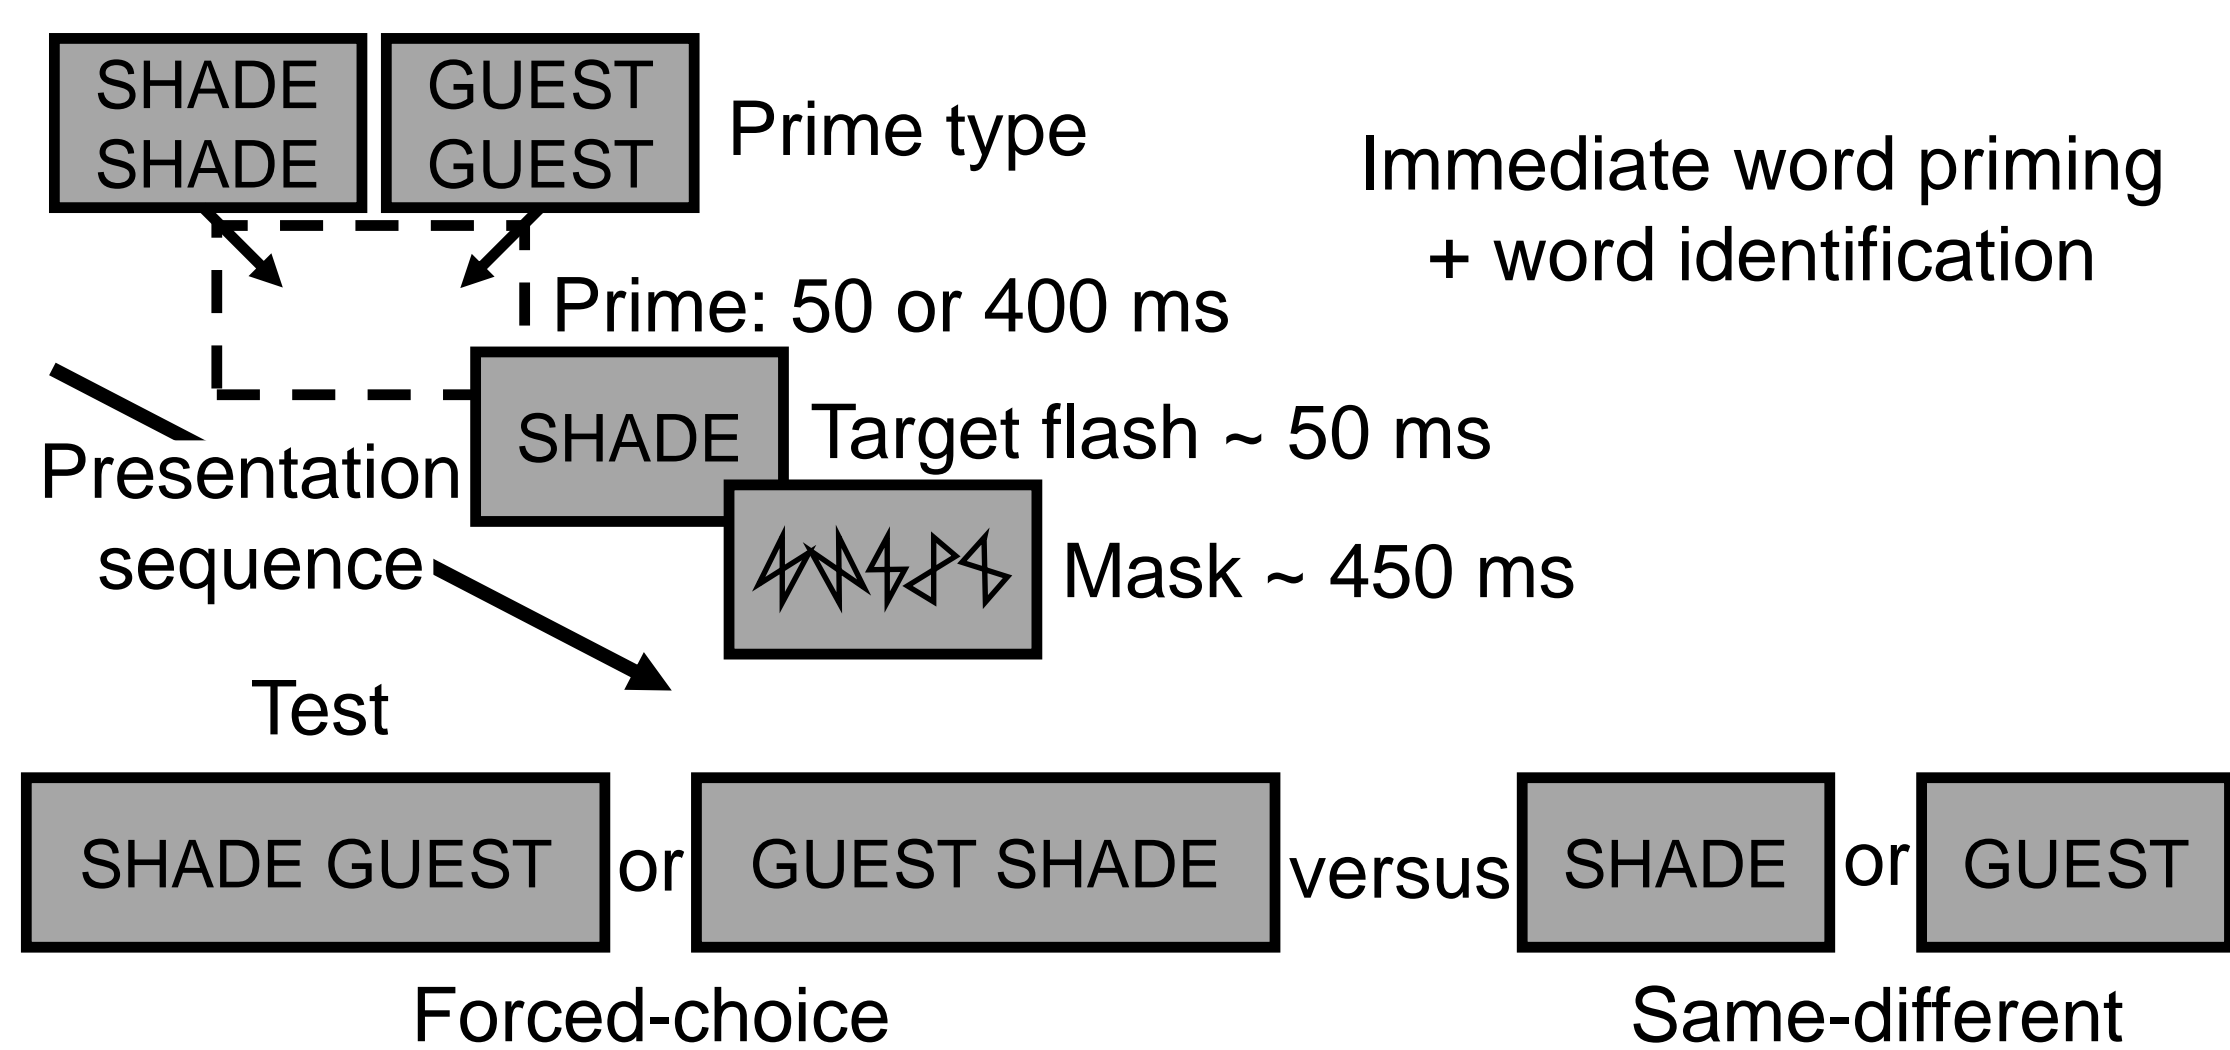 SHADE
SHADE
GUEST
GUEST
Prime type
Immediate word priming
+ word identification
Prime: 50 or 400 ms
SHADE
Target flash ~ 50 ms
Presentation
sequence
Mask ~ 450 ms
Test
SHADE GUEST
or
GUEST SHADE
versus
SHADE
or
GUEST
Forced-choice
Same-different